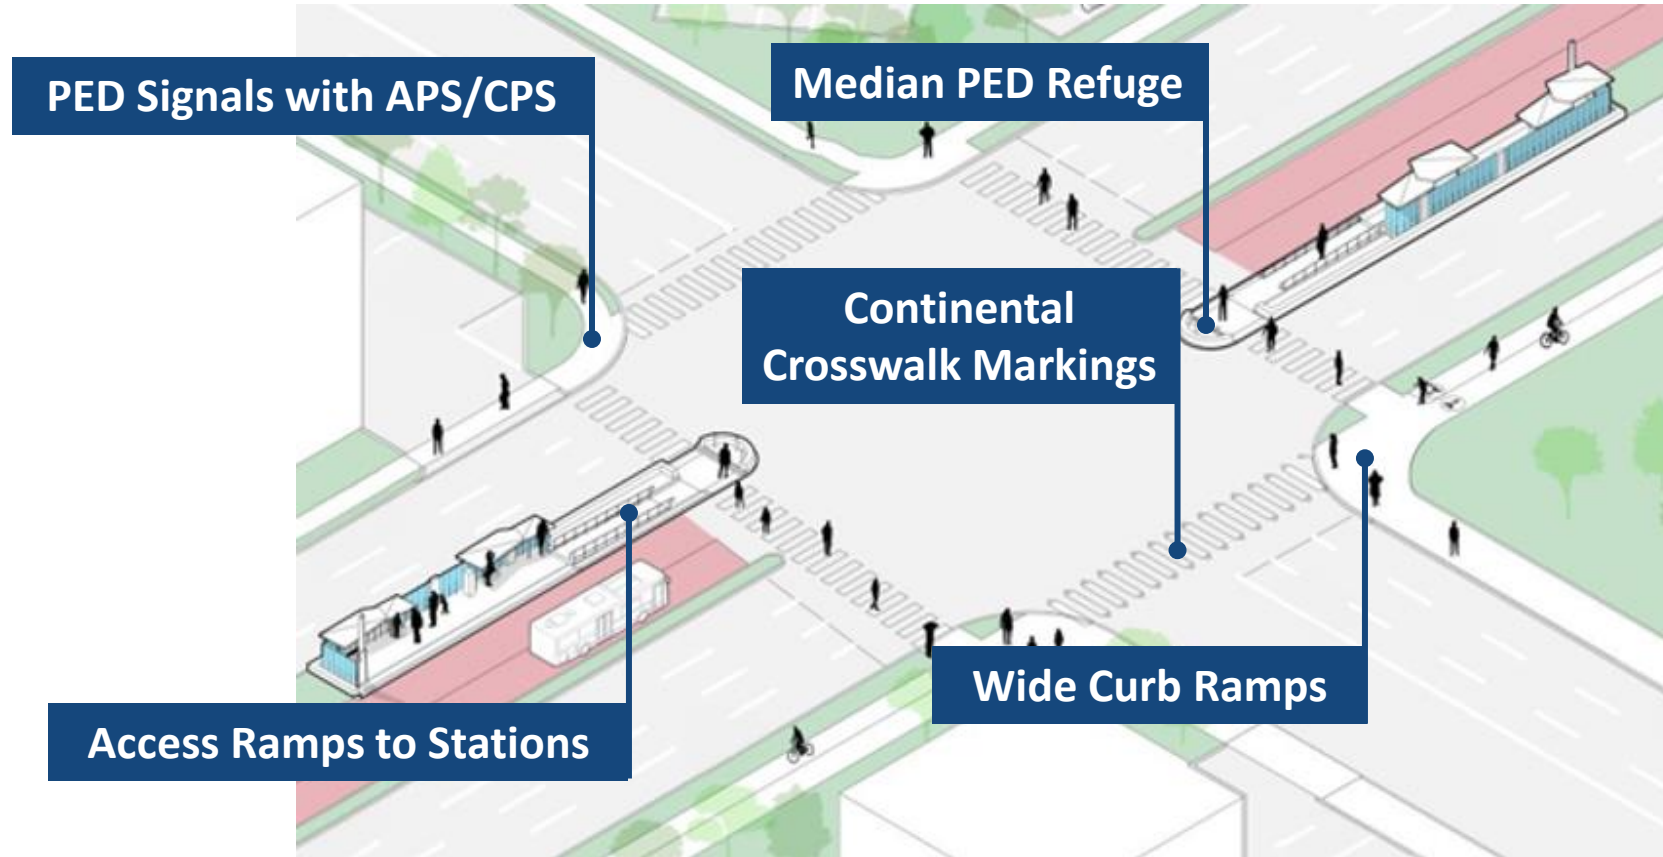 PED Signals with APS/CPS
Median PED Refuge
Continental
Crosswalk Markings
Wide Curb Ramps
Access Ramps to Stations